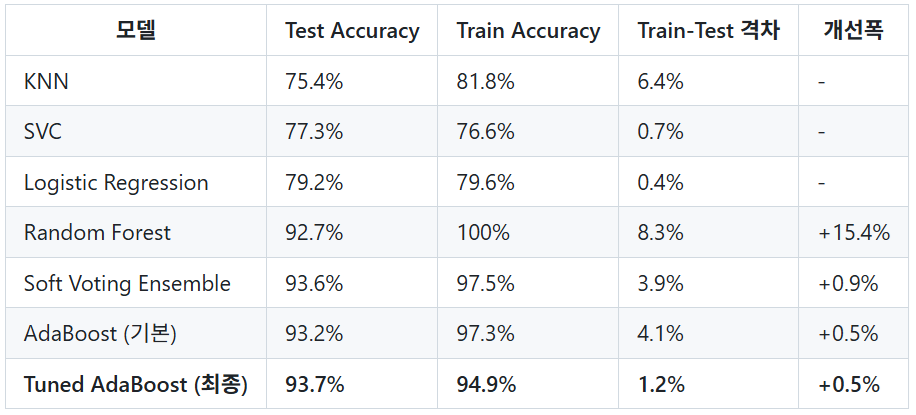 모델 Test Accuracy Train Accuracy Train-Test 격차 개선폭
KNN 75.4% 81.8% 6.4% -
SVC 77.3% 76.6% 0.7% -
Logistic Regression 79.2% 79.6% 0.4% -
Random Forest 92.7% 100% 8.3% +15.4%
Soft Voting Ensemble 93.6% 97.5% 3.9% +0.9%
AdaBoost (기본) 93.2% 97.3% 4.1% +0.5%
Tuned AdaBoost (최종) 93.7% 94.9% 1.2% +0.5%